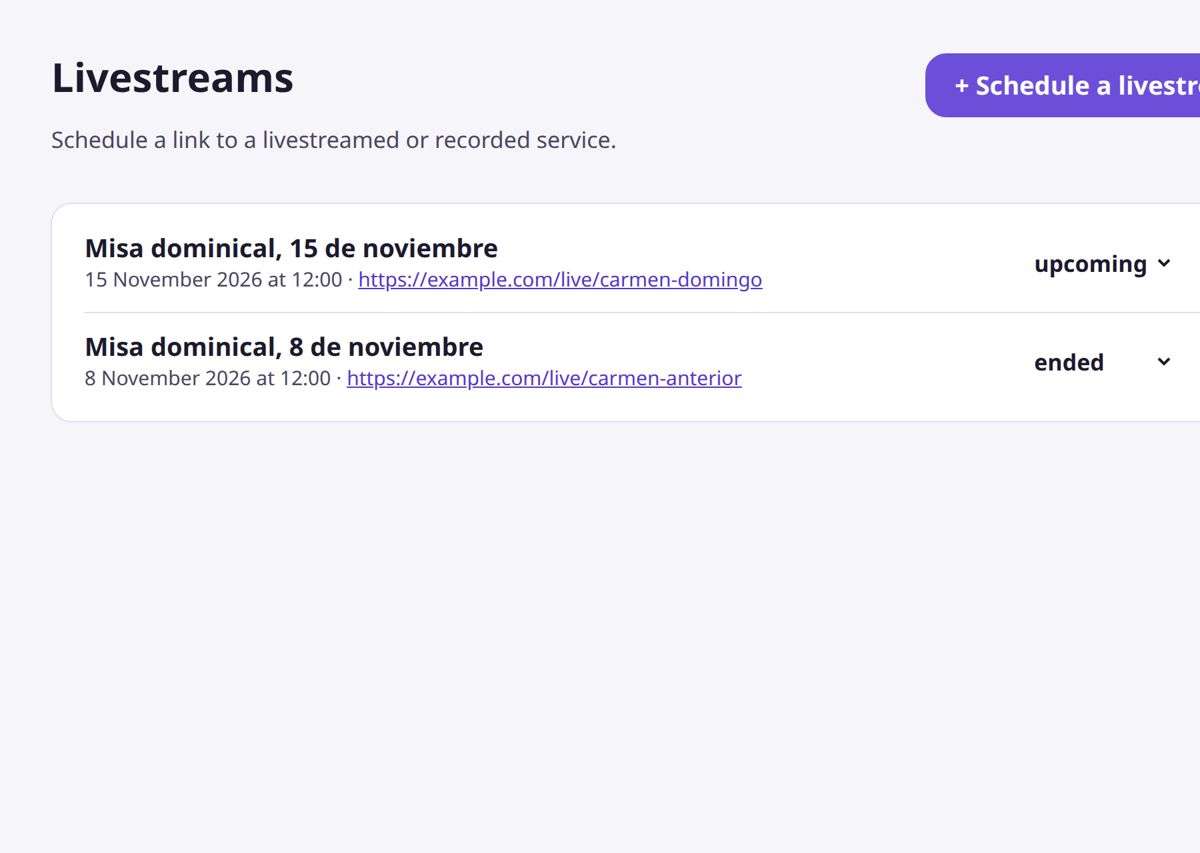 Livestreams
+ Schedule a livestre
Schedule a link to a livestreamed or recorded service.
Misa dominical, 15 de noviembre
15 November 2026 at 12:00 · https://example.com/live/carmen-domingo
upcoming
Misa dominical, 8 de noviembre
8 November 2026 at 12:00 · https://example.com/live/carmen-anterior
ended